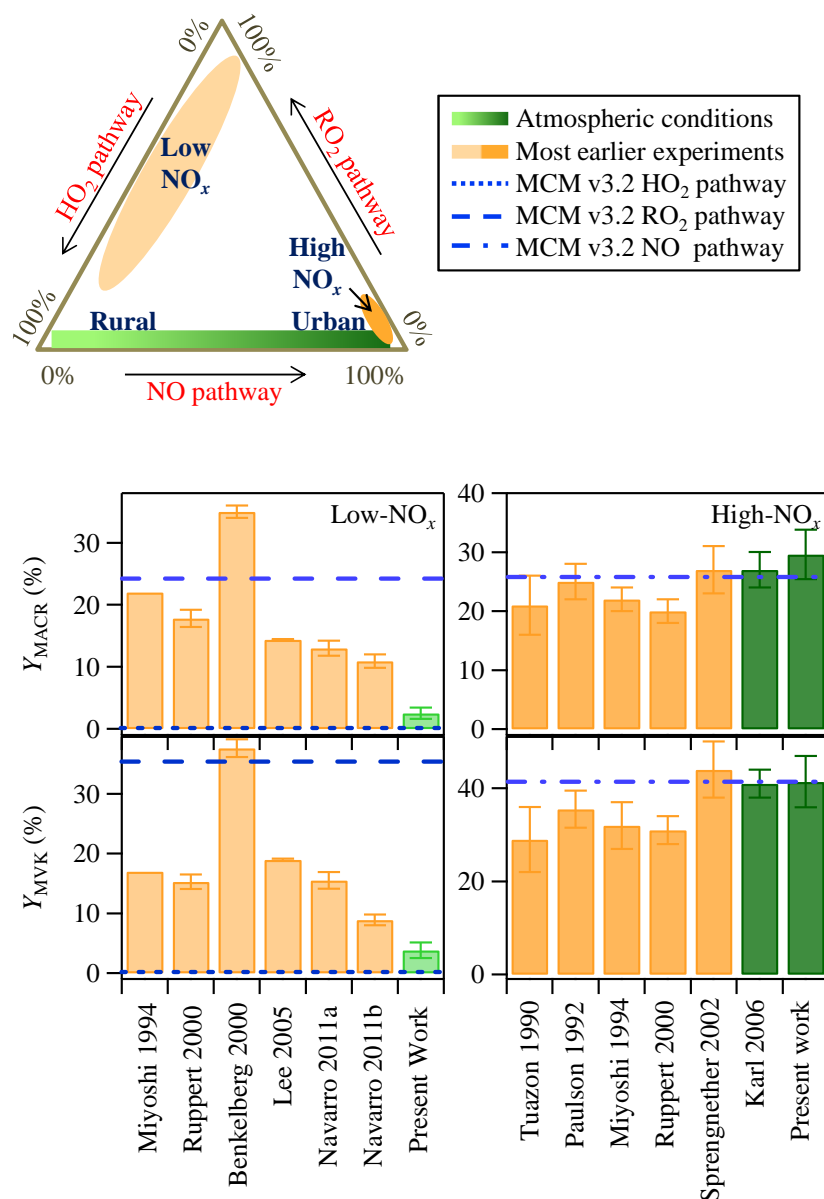 0%
100%
HO2 pathway
RO2 pathway
Low
NOx
High
NOx
100%
Rural
Urban
0%
0%
NO pathway
100%
Atmospheric conditions
Most earlier experiments
MCM v3.2 HO2 pathway
MCM v3.2 RO2 pathway
MCM v3.2 NO pathway
Low-NOx
YMACR (%)
30
20
10
0
YMVK (%)
30
20
10
0
Miyoshi 1994
Ruppert 2000
Benkelberg 2000
Lee 2005
Navarro 2011a
Navarro 2011b
Present Work
High-NOx
40
30
20
10
0
40
20
0
Tuazon 1990
Paulson 1992
Miyoshi 1994
Ruppert 2000
Sprengnether 2002
Karl 2006
Present work